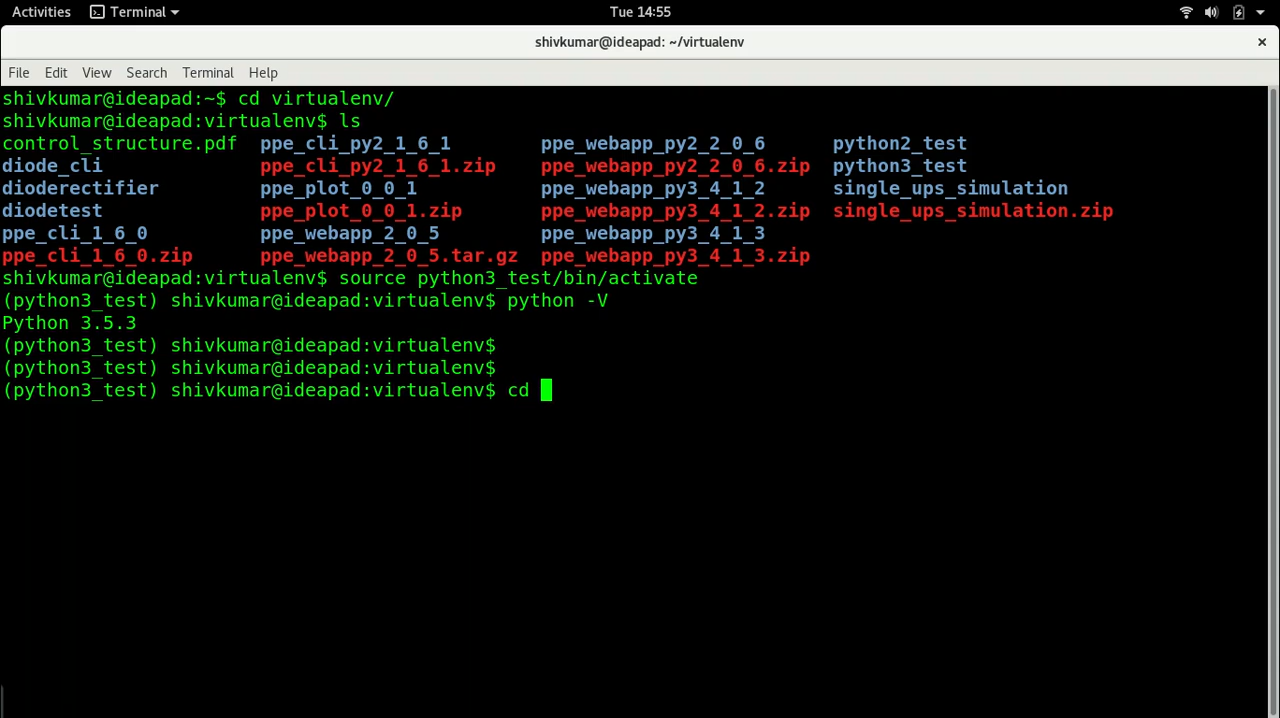 Activities Terminal Tue 14:55
shivkumar@ideapad: ~/virtualenv ×
File Edit View Search Terminal Help
shivkumar@ideapad:~$ cd virtualenv/
shivkumar@ideapad:virtualenv$ ls
control_structure.pdf ppe_cli_py2_1_6_1 ppe_webapp_py2_2_0_6 python2_test
diode_cli ppe_cli_py2_1_6_1.zip ppe_webapp_py2_2_0_6.zip python3_test
dioderectifier ppe_plot_0_0_1 ppe_webapp_py3_4_1_2 single_ups_simulation
diodetest ppe_plot_0_0_1.zip ppe_webapp_py3_4_1_2.zip single_ups_simulation.zip
ppe_cli_1_6_0 ppe_webapp_2_0_5 ppe_webapp_py3_4_1_3
ppe_cli_1_6_0.zip ppe_webapp_2_0_5.tar.gz ppe_webapp_py3_4_1_3.zip
shivkumar@ideapad:virtualenv$ source python3_test/bin/activate
(python3_test) shivkumar@ideapad:virtualenv$ python -V
Python 3.5.3
(python3_test) shivkumar@ideapad:virtualenv$
(python3_test) shivkumar@ideapad:virtualenv$
(python3_test) shivkumar@ideapad:virtualenv$ cd